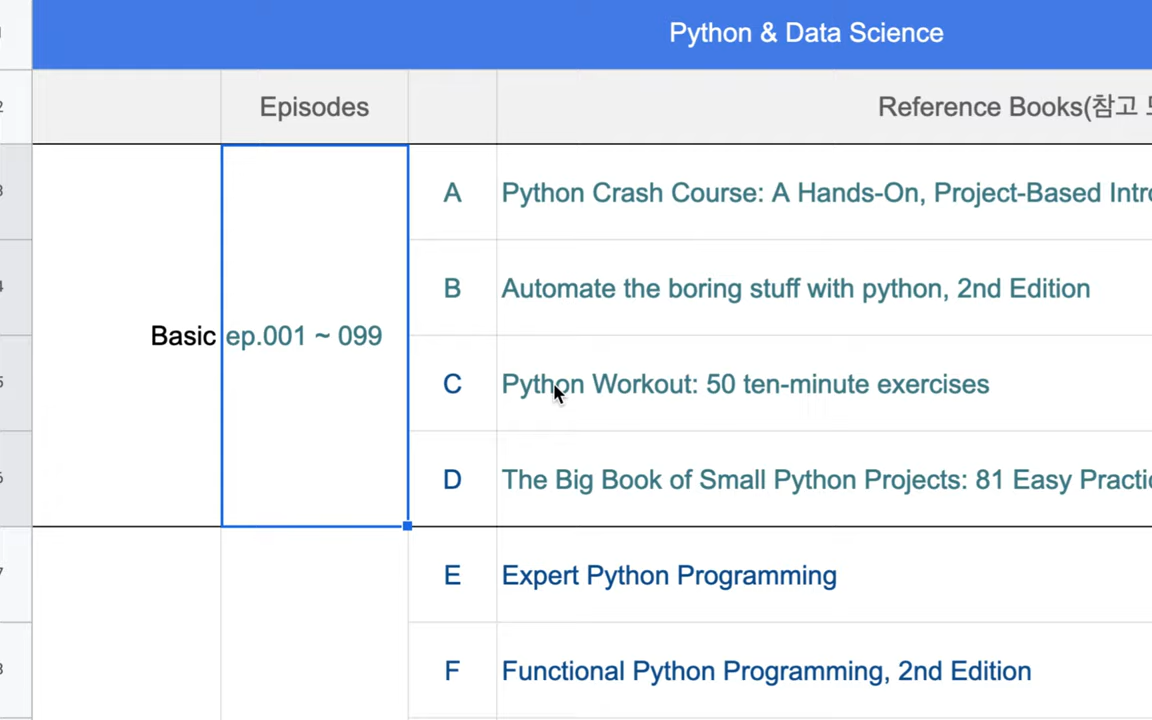 Python & Data Science
Episodes
Reference Books(참고
A Python Crash Course: A Hands-On, Project-Based
B Automate the boring stuff with python, 2nd Edition
Basic ep.001 ~ 099
C Python Workout: 50 ten-minute exercises
D The Big Book of Small Python Projects: 81 Easy
E Expert Python Programming
F Functional Python Programming, 2nd Edition